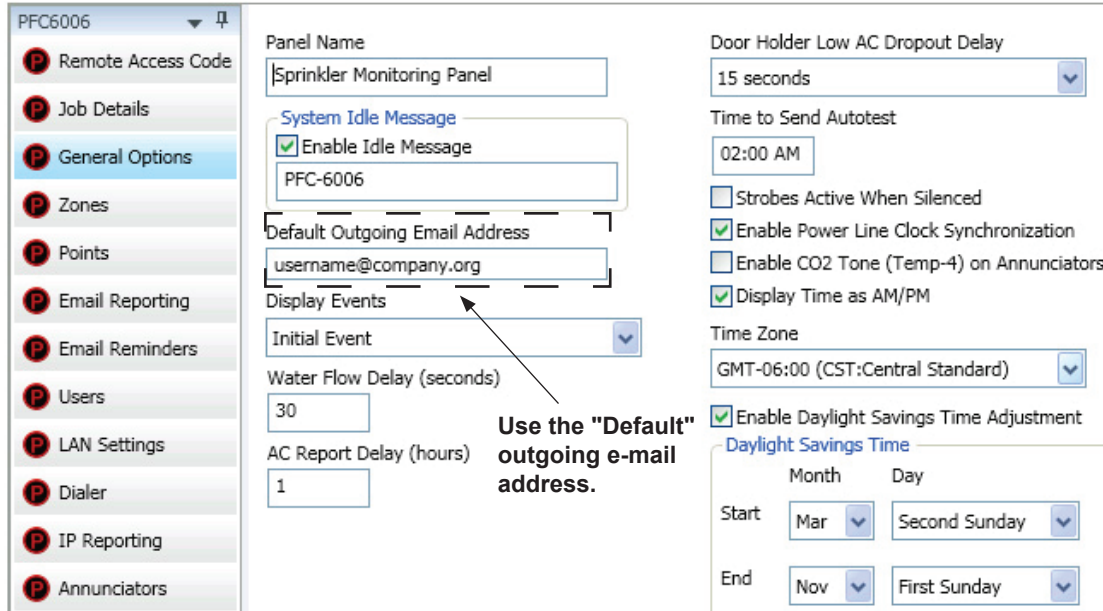 PFC6006
Remote Access Code
Job Details
General Options
Zones
Points
Email Reporting
Email Reminders
Users
LAN Settings
Dialer
IP Reporting
Annunciators
Panel Name
Sprinkler Monitoring Panel
System Idle Message
Enable Idle Message
PFC-6006
Default Outgoing Email Address
username@company.org
Display Events
Initial Event
Water Flow Delay (seconds)
30
AC Report Delay (hours)
1
Use the "Default"
outgoing e-mail
address.
Door Holder Low AC Dropout Delay
15 seconds
Time to Send Autotest
02:00 AM
Strobes Active When Silenced
Enable Power Line Clock Synchronization
Enable CO2 Tone (Temp-4) on Annunciators
Display Time as AM/PM
Time Zone
GMT-06:00 (CST:Central Standard)
Enable Daylight Savings Time Adjustment
Daylight Savings Time
Month Day
Start Mar Second Sunday
End Nov First Sunday